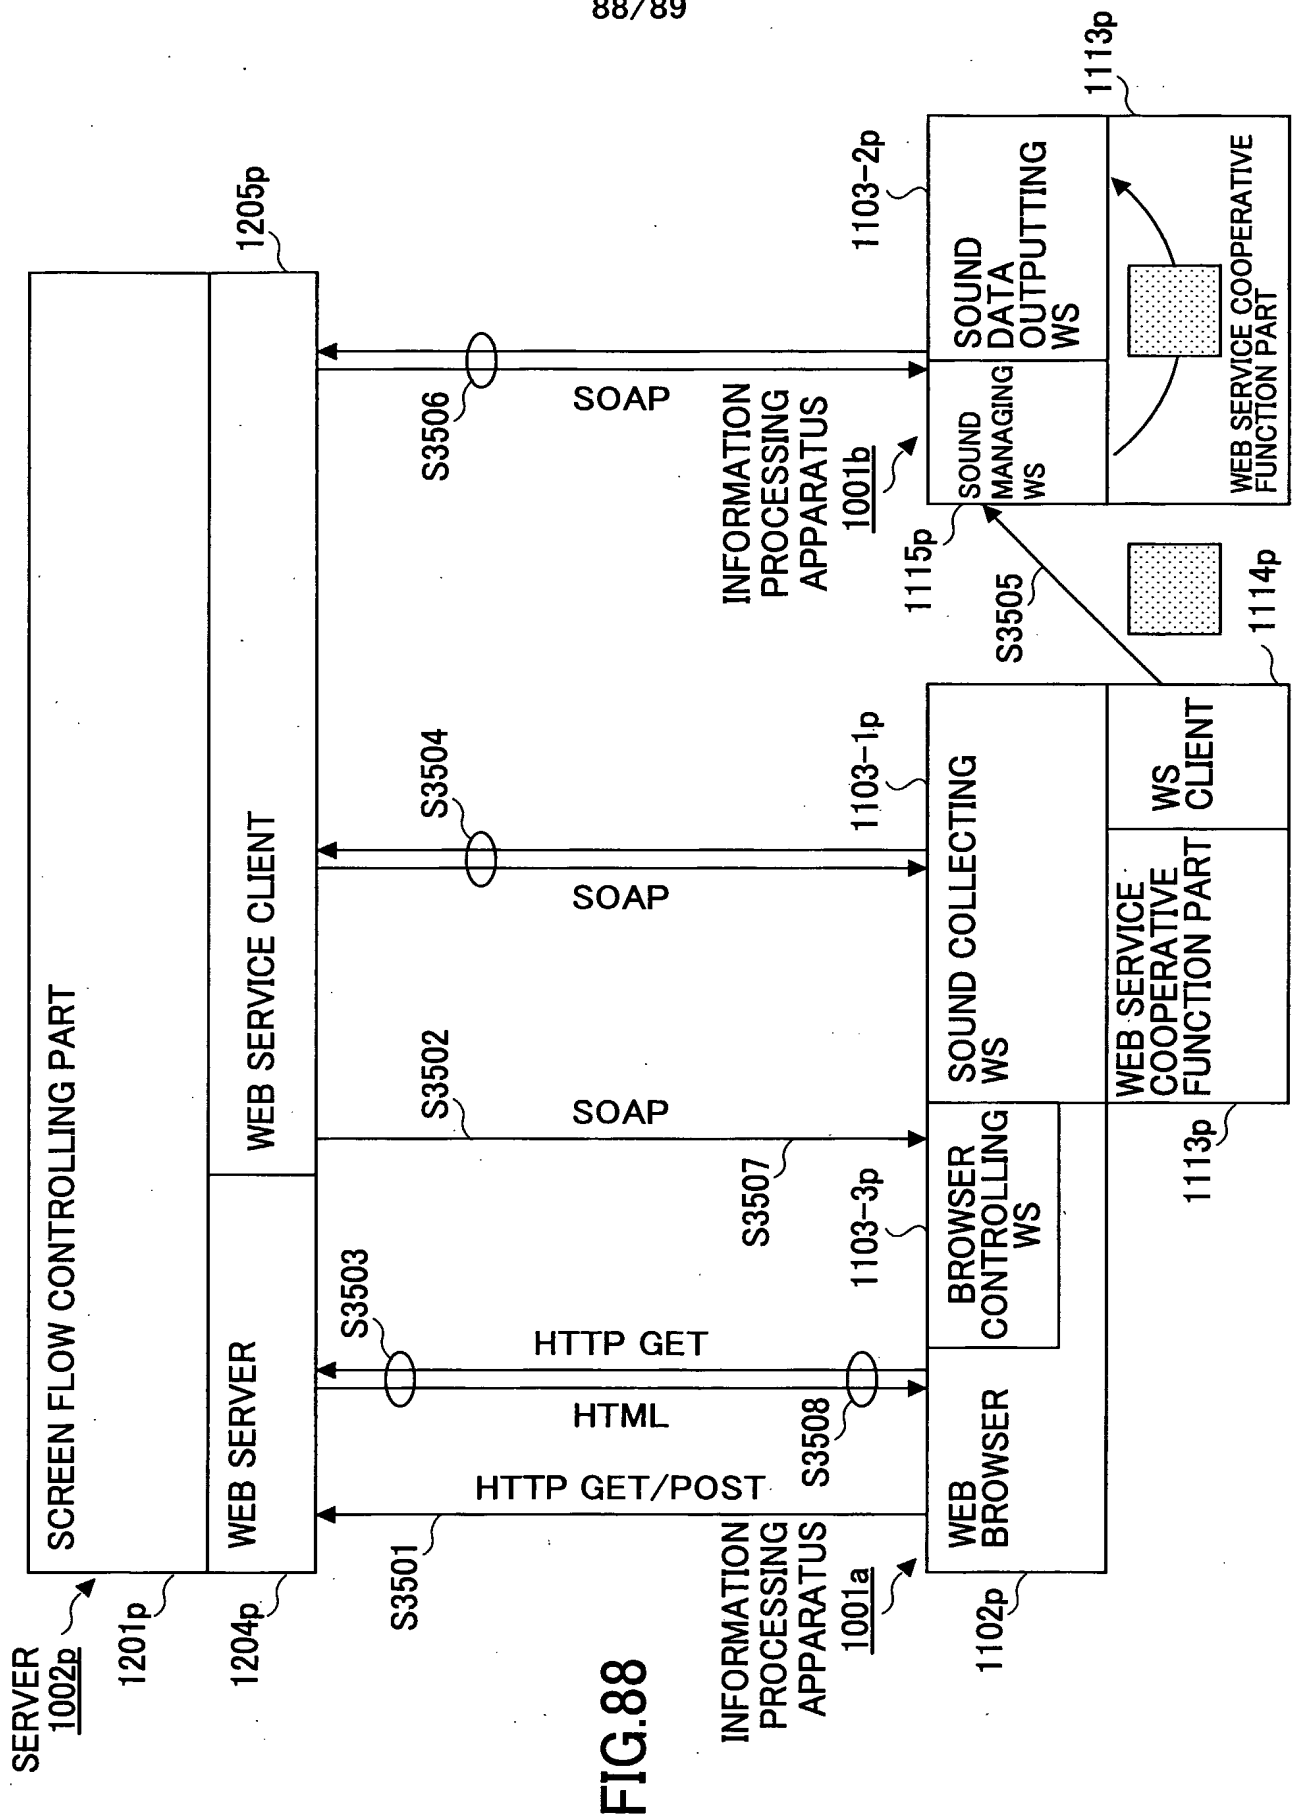 88/89
FIG.88
SERVER
1002p
1201p
1204p
1205p
SCREEN FLOW CONTROLLING PART
WEB SERVER
WEB SERVICE CLIENT
S3501
HTTP GET/POST
S3503
HTTP GET
HTML
S3508
S3502
SOAP
S3507
S3504
SOAP
S3506
SOAP
INFORMATION
PROCESSING
APPARATUS
1001a
1102p
WEB
BROWSER
1103-3p
BROWSER
CONTROLLING
WS
1103-1p
SOUND COLLECTING
WS
1113p
WEB SERVICE
COOPERATIVE
FUNCTION PART
WS
CLIENT
1114p
S3505
INFORMATION
PROCESSING
APPARATUS
1001b
1115p
SOUND
MANAGING
WS
1103-2p
SOUND
DATA
OUTPUTTING
WS
1113p
WEB SERVICE COOPERATIVE
FUNCTION PART